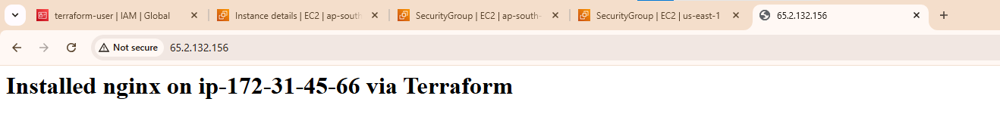 terraform-user | IAM | Global
Instance details | EC2 | ap-south
SecurityGroup | EC2 | ap-south-
SecurityGroup | EC2 | us-east-1
65.2.132.156
Not secure
65.2.132.156
Installed nginx on ip-172-31-45-66 via Terraform